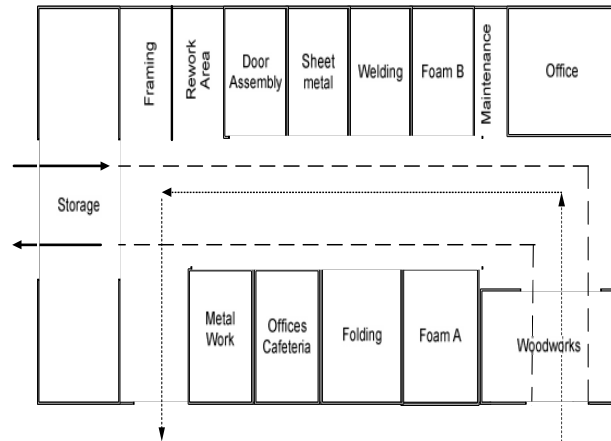 Framing
Rework
Area
Door
Assembly
Sheet
metal
Welding
Foam B
Maintenance
Office
Storage
Metal
Work
Offices
Cafeteria
Folding
Foam A
Woodworks